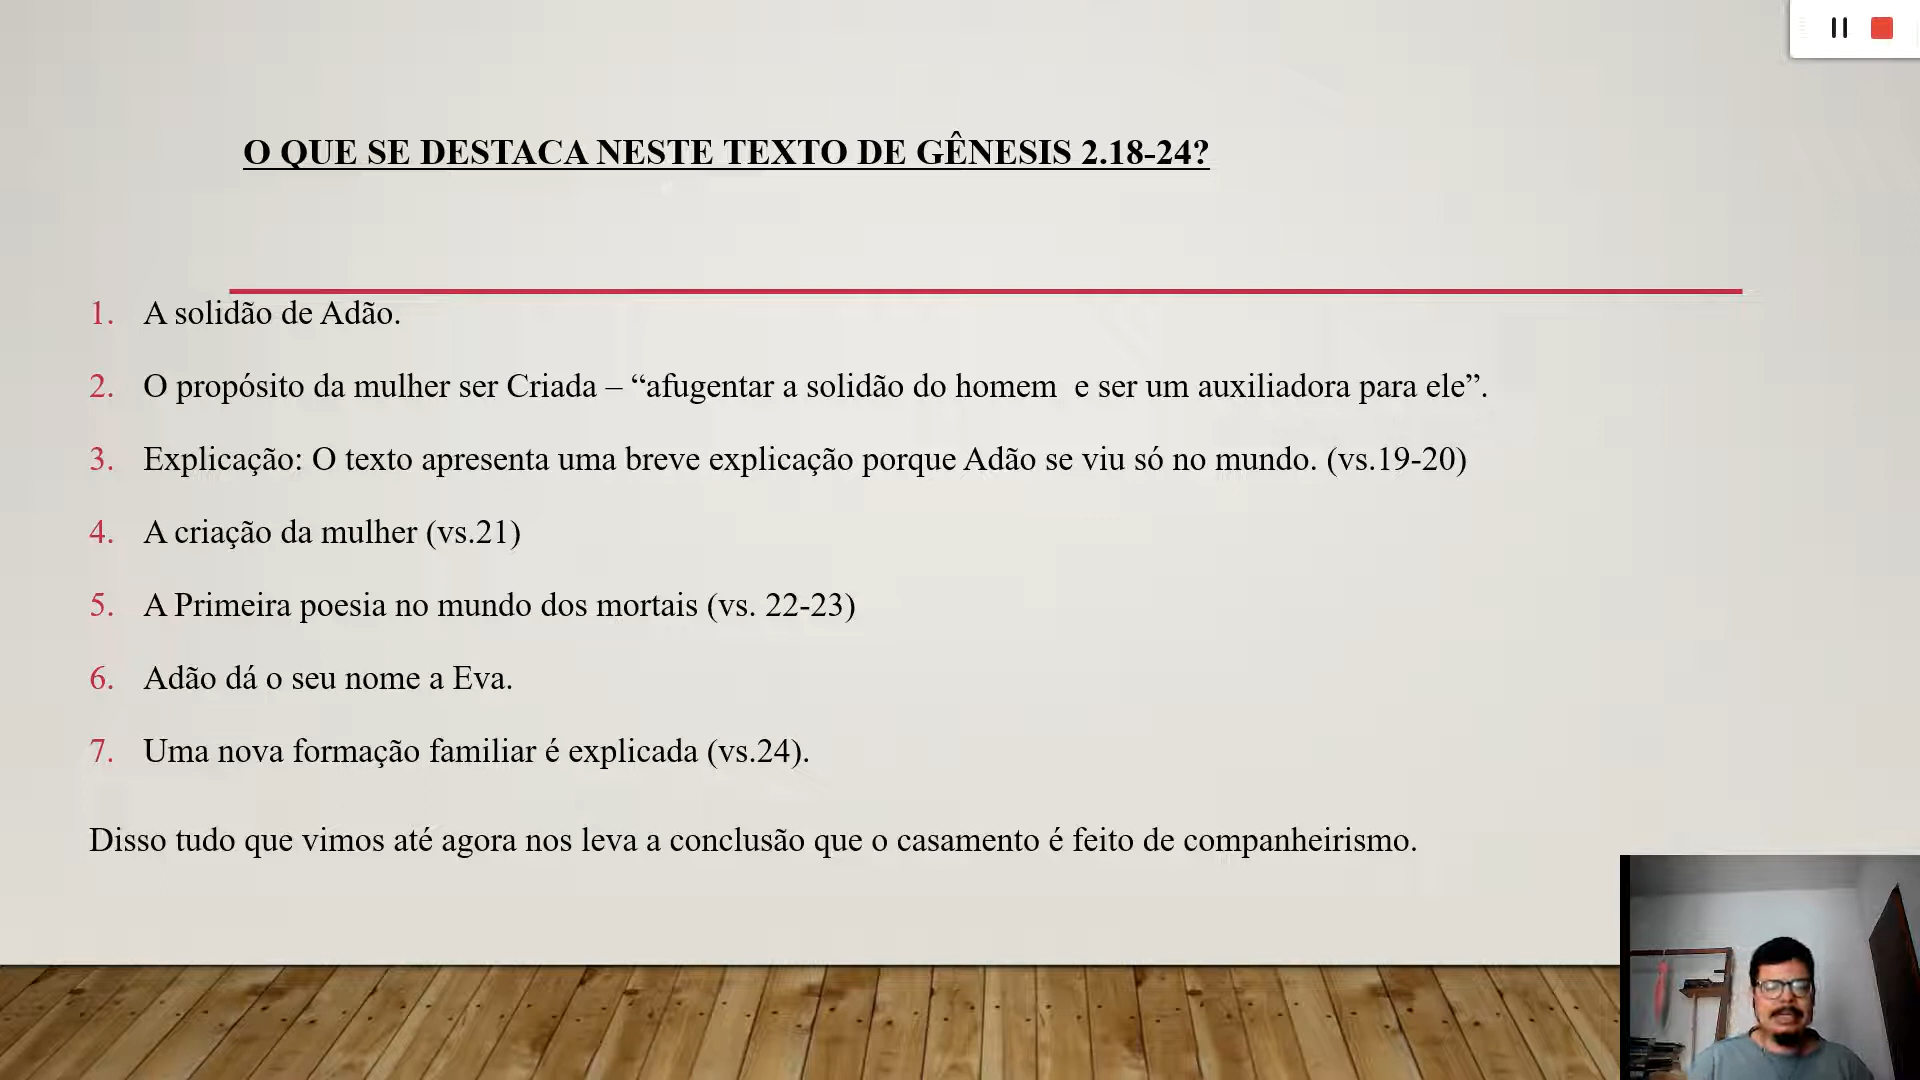 O QUE SE DESTACA NESTE TEXTO DE GÊNESIS 2.18-24?
1. A solidão de Adão.
2. O propósito da mulher ser Criada – “afugentar a solidão do homem  e ser um auxiliadora para ele”.
3. Explicação: O texto apresenta uma breve explicação porque Adão se viu só no mundo. (vs.19-20)
4. A criação da mulher (vs.21)
5. A Primeira poesia no mundo dos mortais (vs. 22-23)
6. Adão dá o seu nome a Eva.
7. Uma nova formação familiar é explicada (vs.24).
Disso tudo que vimos até agora nos leva a conclusão que o casamento é feito de companheirismo.